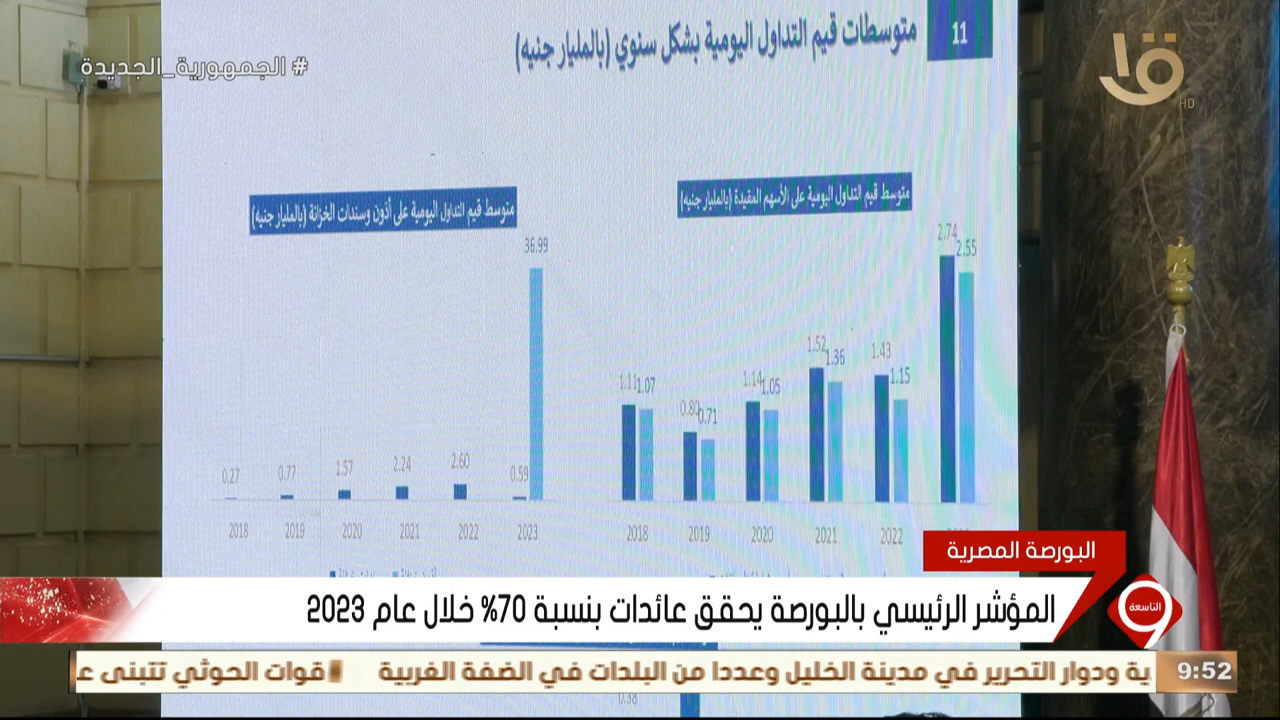 11
متوسطات قيم التداول اليومية بشكل سنوي (بالمليار جنيه)
#الجمهورية_الجديدة
HD
متوسط قيم التداول اليومية على الأسهم المقيدة (بالمليار جنيه)
متوسط قيم التداول اليومية على أذون وسندات الخزانة (بالمليار جنيه)
36.99
0.27 0.77 1.57 2.24 2.60 0.59
2018 2019 2020 2021 2022 2023
2.74 2.55
1.11 1.07 0.80 0.71 1.14 1.05 1.52 1.36 1.43 1.15
2018 2019 2020 2021 2022
البورصة المصرية
التاسعة
المؤشر الرئيسي بالبورصة يحقق عائدات بنسبة 70% خلال عام 2023
9:52
ية ودوار التحرير في مدينة الخليل وعددا من البلدات في الضفة الغربية
قوات الحوثي تتبنى
0.38